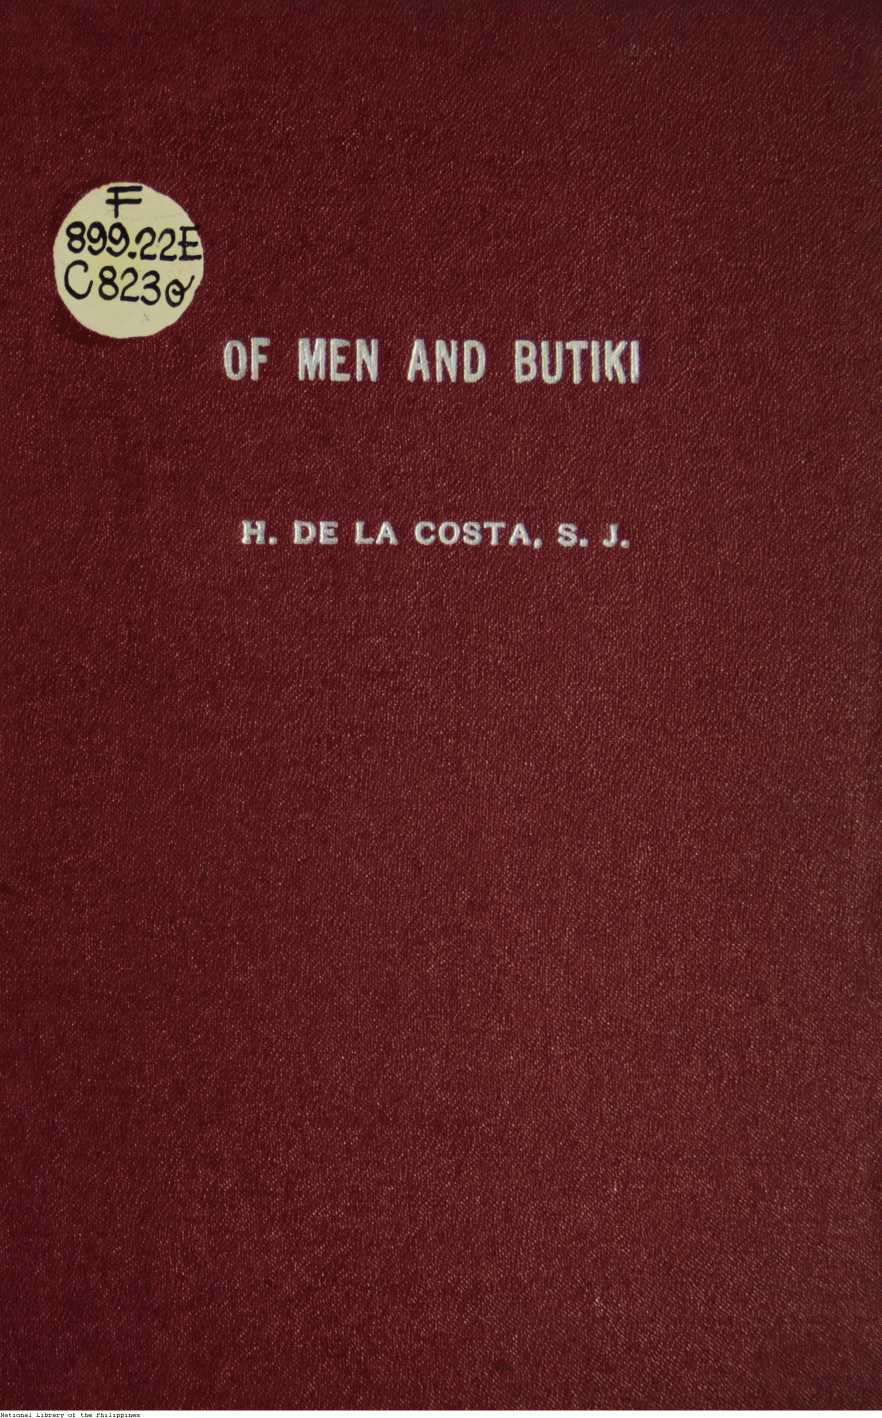 F
899.22E
C823o
OF MEN AND BUTIKI
H. DE LA COSTA, S. J.
National Library of the Philippines